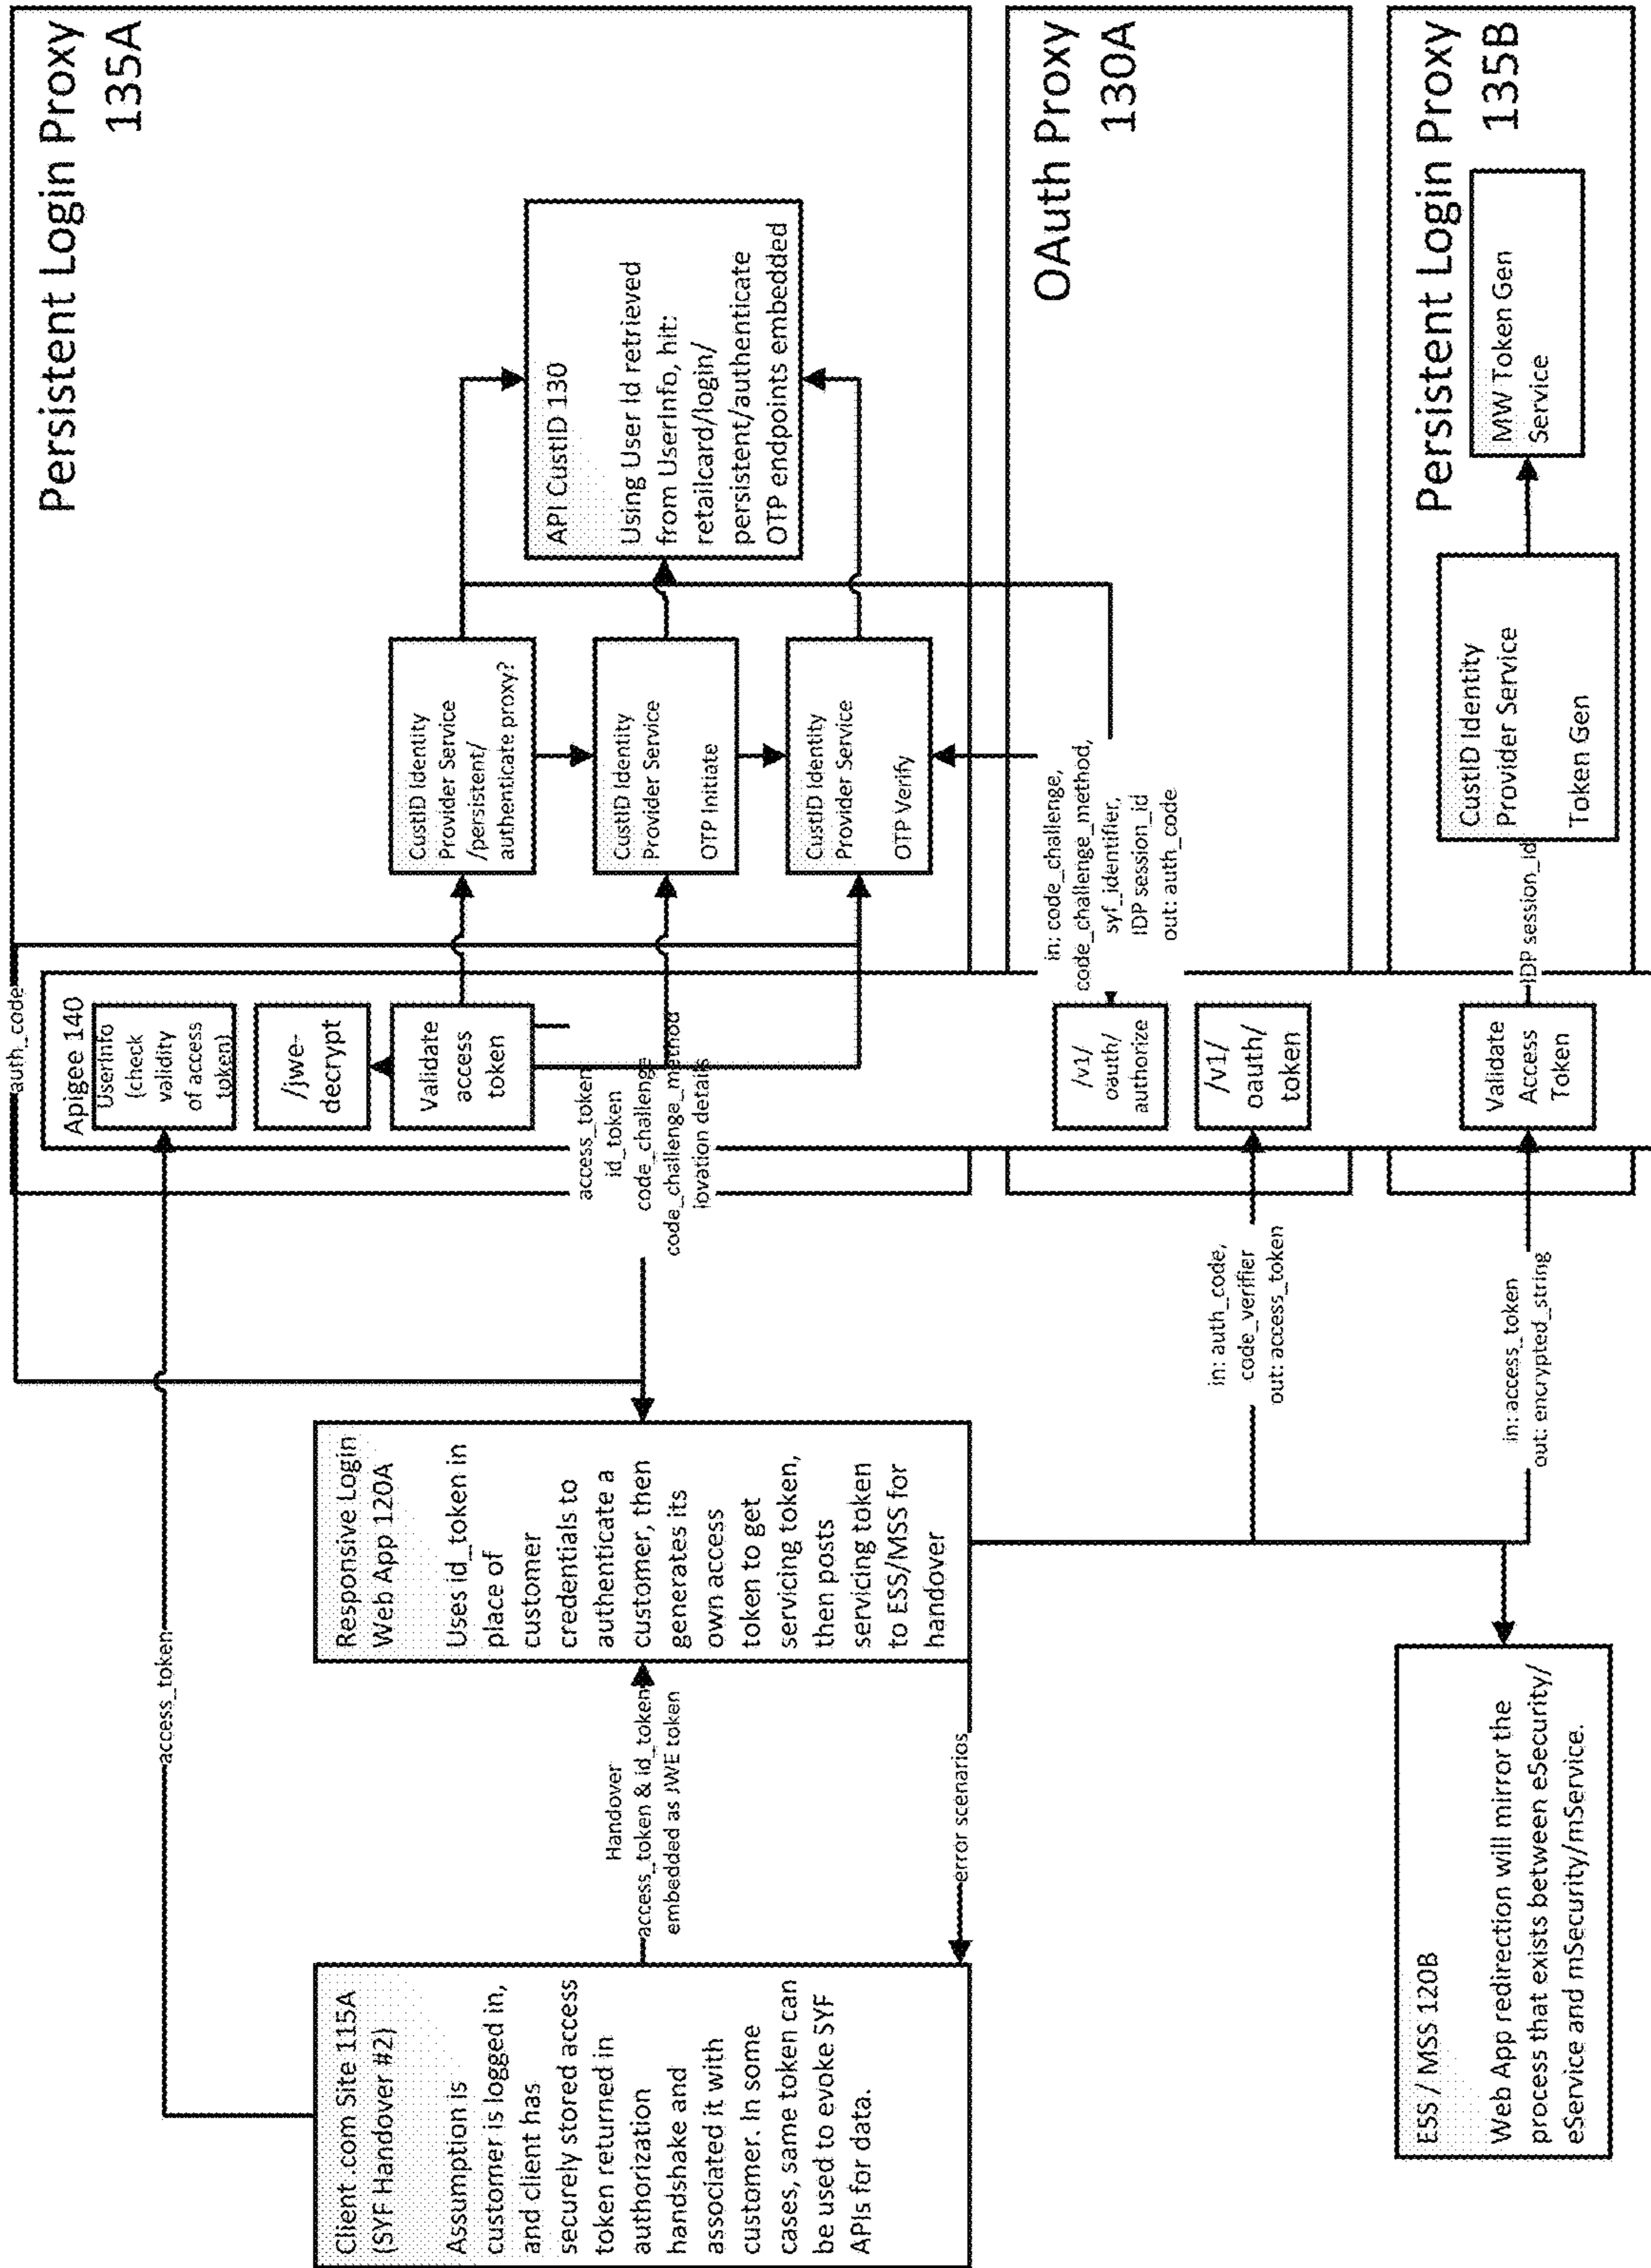 Persistent Login Proxy
135A
OAuth Proxy
130A
Persistent Login Proxy
135B
API CustID 130
Using User Id retrieved
from UserInfo, hit:
retailcard/login/
persistent/authenticate
OTP endpoints embedded
CustID Identity
Provider Service
/persistent/
authenticate proxy?
CustID Identity
Provider Service
OTP Initiate
CustID Identity
Provider Service
OTP Verify
MW Token Gen
Service
CustID Identity
Provider Service
Token Gen
in: code_challenge,
code_challenge_method,
syf_identifier,
IDP session_id
out: auth_code
IDP session_id
auth_code
Apigee 140
UserInfo
(check
validity
of access
token)
/jwe-
decrypt
Validate
access
token
access_token
id_token
code_challenge
code_challenge_method
iovation details
/v1/
oauth/
authorize
/v1/
oauth/
token
Validate
Access
Token
access_token
in: auth_code,
code_verifier
out: access_token
in: access_token
out: encrypted_string
Responsive Login
Web App 120A
Uses id_token in
place of
customer
credentials to
authenticate a
customer, then
generates its
own access
token to get
servicing token,
then posts
servicing token
to ESS/MSS for
handover
Handover
access_token & id_token
embedded as JWE token
error scenarios
Client .com Site 115A
(SYF Handover #2)
Assumption is
customer is logged in,
and client has
securely stored access
token returned in
authorization
handshake and
associated it with
customer. In some
cases, same token can
be used to evoke SYF
APIs for data.
ESS / MSS 120B
Web App redirection will mirror the
process that exists between eSecurity/
eService and mSecurity/mService.